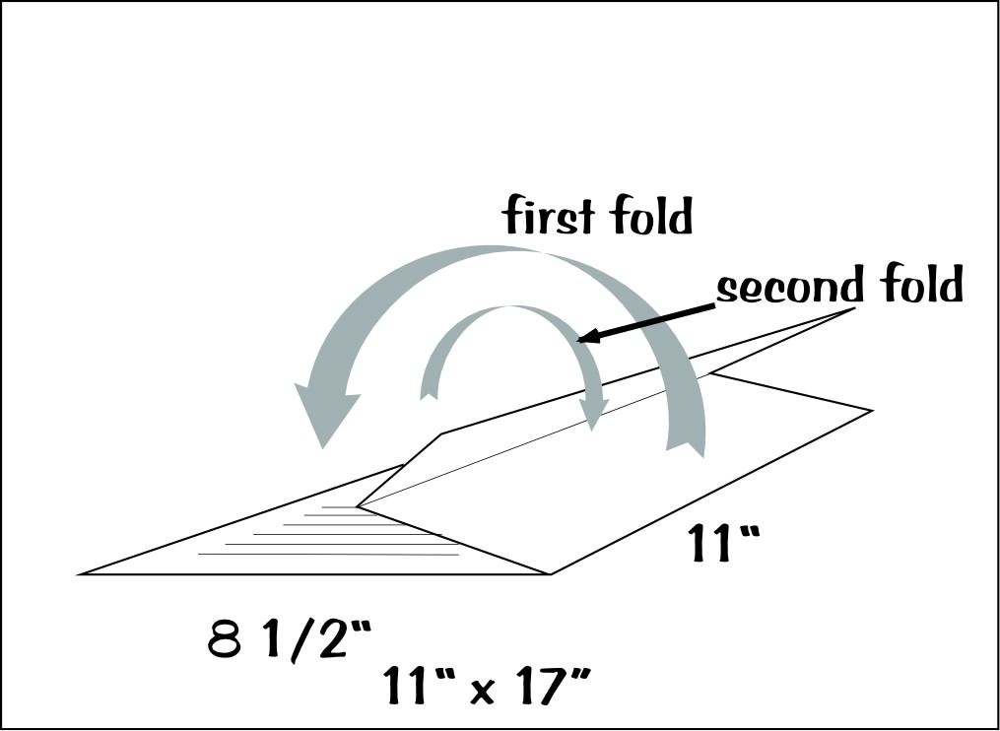 first fold
second fold
11“
8 1/2“
11“ x 17”